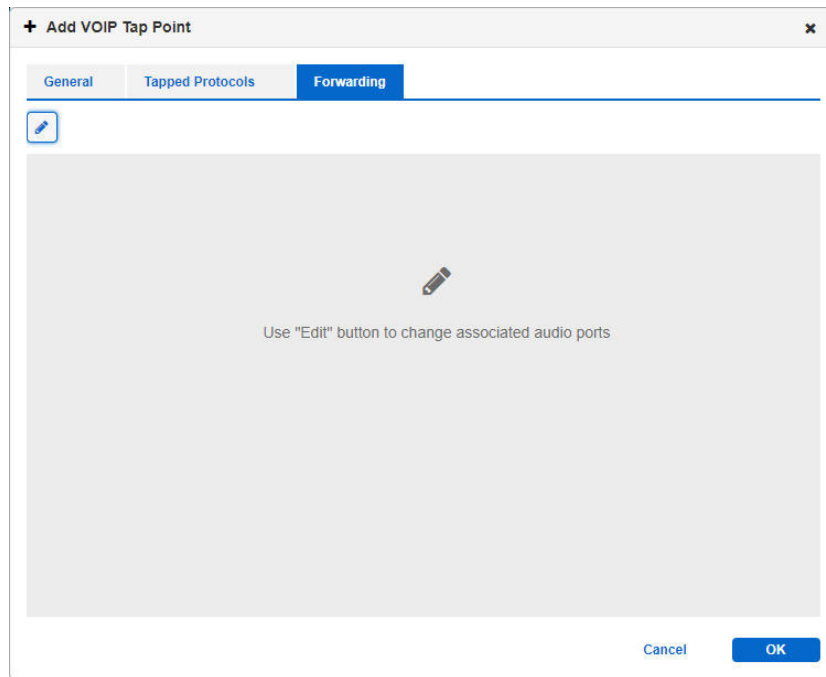 Add VOIP Tap Point
General Tapped Protocols Forwarding
Use "Edit" button to change associated audio ports
Cancel OK